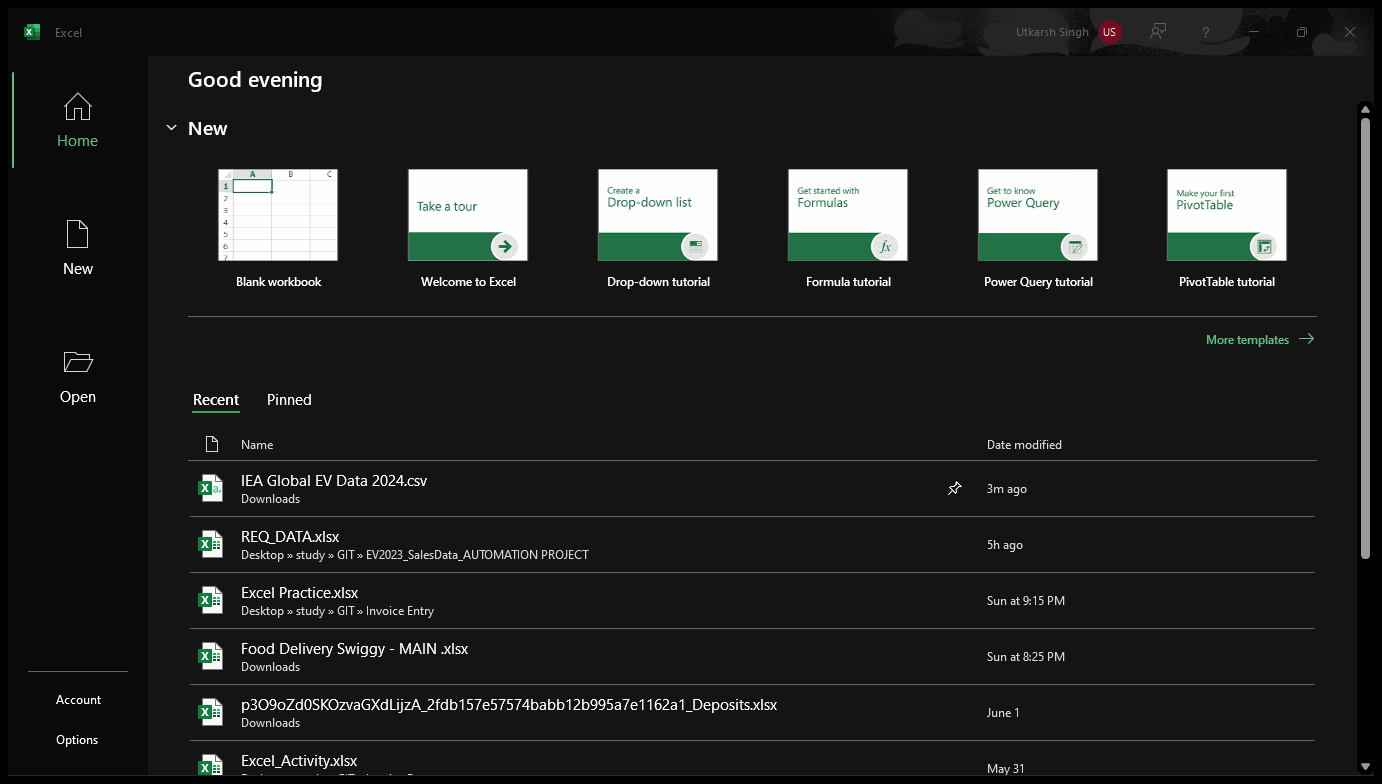 Excel
Utkarsh Singh US
?
Good evening
Home
New
A B C
1
2
3
4
5
6
7
Blank workbook
Take a tour
Welcome to Excel
Create a
Drop-down list
Drop-down tutorial
Get started with
Formulas
fx
Formula tutorial
Get to know
Power Query
Power Query tutorial
Make your first
PivotTable
PivotTable tutorial
New
Open
More templates
Recent Pinned
Name Date modified
IEA Global EV Data 2024.csv
Downloads
3m ago
REQ_DATA.xlsx
Desktop » study » GIT » EV2023_SalesData_AUTOMATION PROJECT
5h ago
Excel Practice.xlsx
Desktop » study » GIT » Invoice Entry
Sun at 9:15 PM
Food Delivery Swiggy - MAIN .xlsx
Downloads
Sun at 8:25 PM
p3O9oZd0SKOzvaGXdLijzA_2fdb157e57574babb12b995a7e1162a1_Deposits.xlsx
Downloads
June 1
Excel_Activity.xlsx
May 31
Account
Options